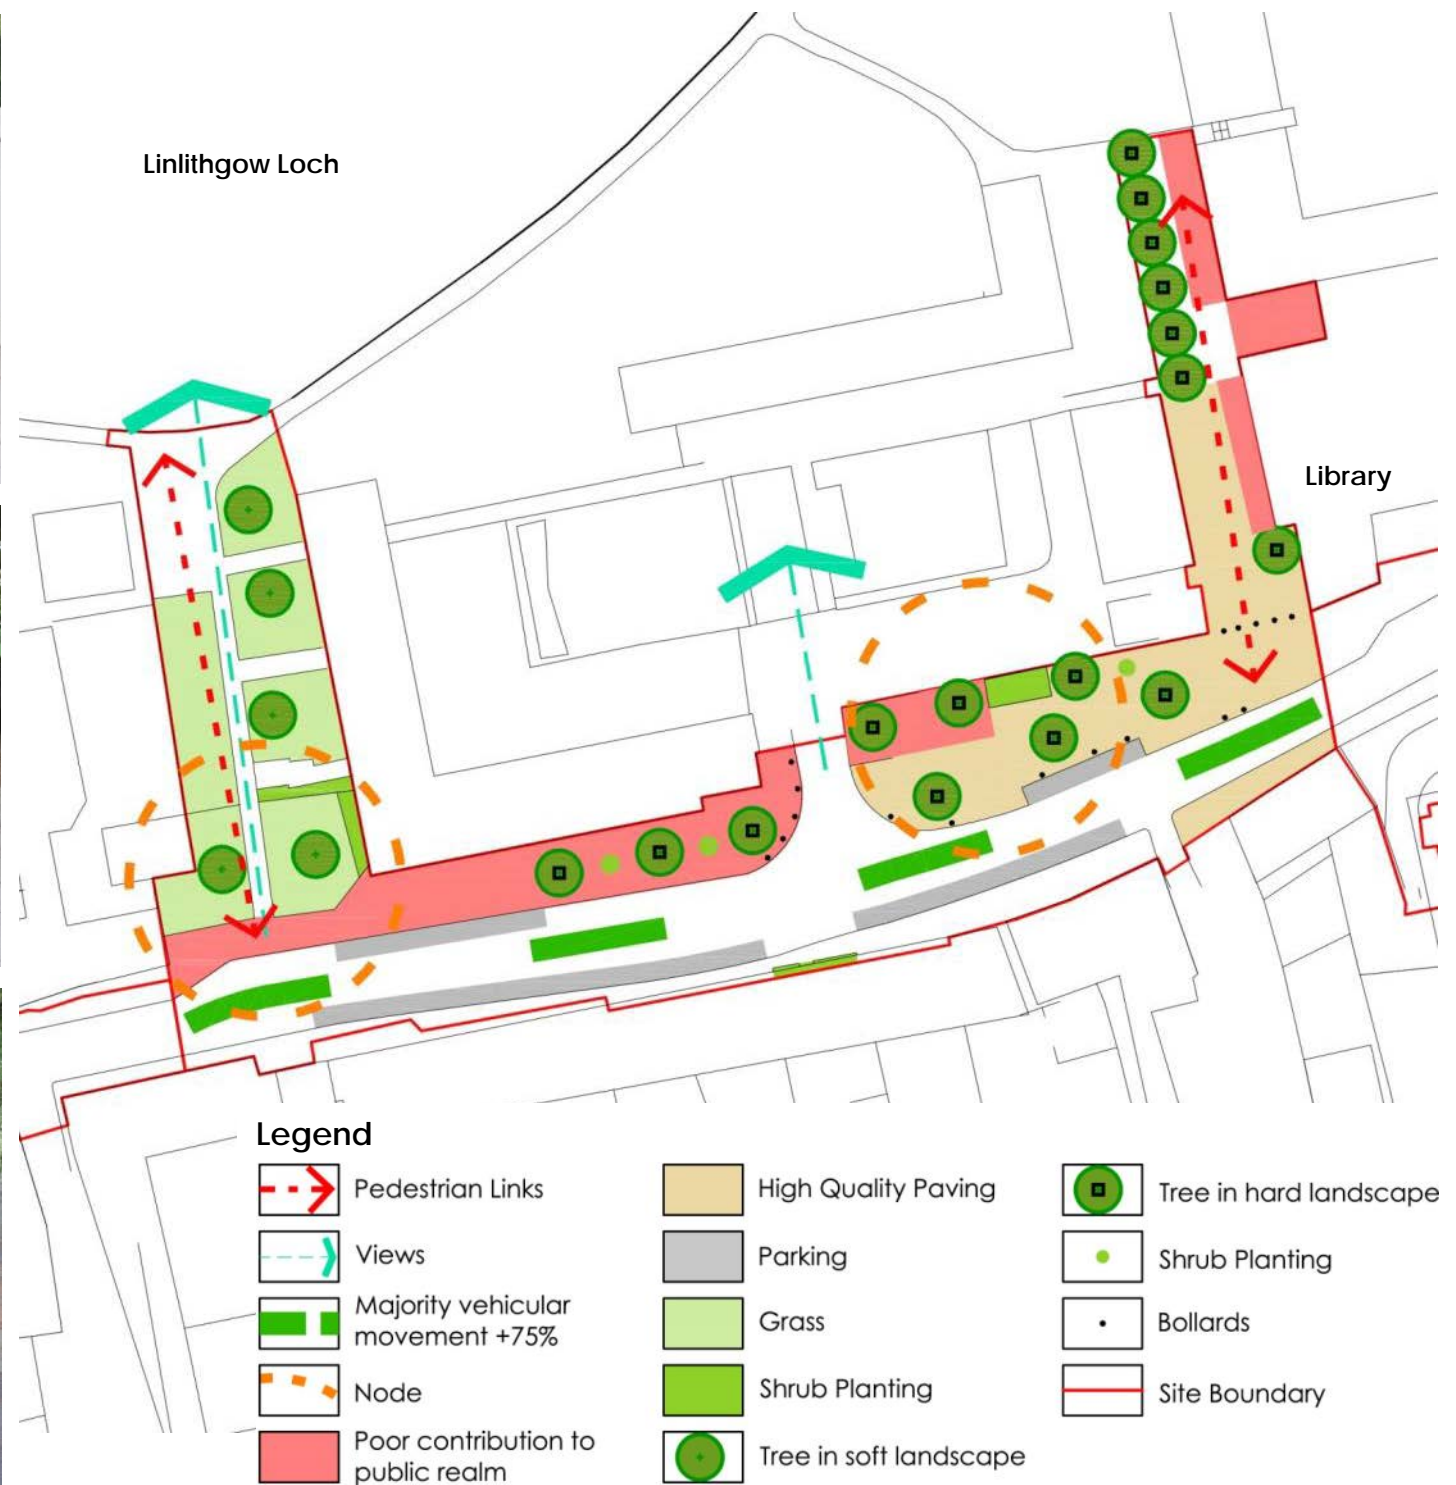 Linlithgow Loch
Library
Legend
Pedestrian Links
Views
Majority vehicular
movement +75%
Node
Poor contribution to
public realm
High Quality Paving
Parking
Grass
Shrub Planting
Tree in soft landscape
Tree in hard landscape
Shrub Planting
Bollards
Site Boundary